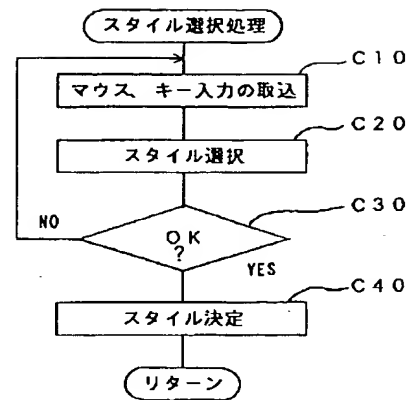 スタイル選択処理
C10
マウス、キー入力の取込
C20
スタイル選択
C30
NO
OK
?
YES
C40
スタイル決定
リターン